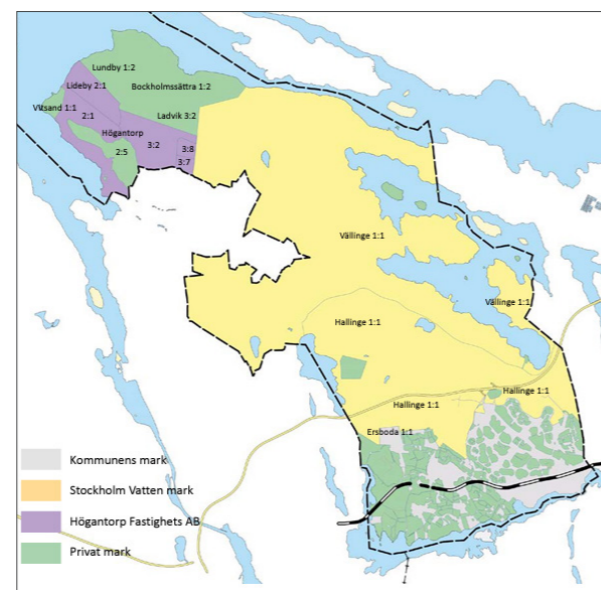 Lundby 1:2
Lideby 2:1
Bockholmssättra 1:2
Vitsand 1:1
2:1
Ladvik 3:2
Högantorp
3:2
3:8
2:5
3:7
Vällinge 1:1
Vällinge 1:1
Hallinge 1:1
Hallinge 1:1
Hallinge 1:1
Ersboda 1:1
Kommunens mark
Stockholm Vatten mark
Högantorp Fastighets AB
Privat mark